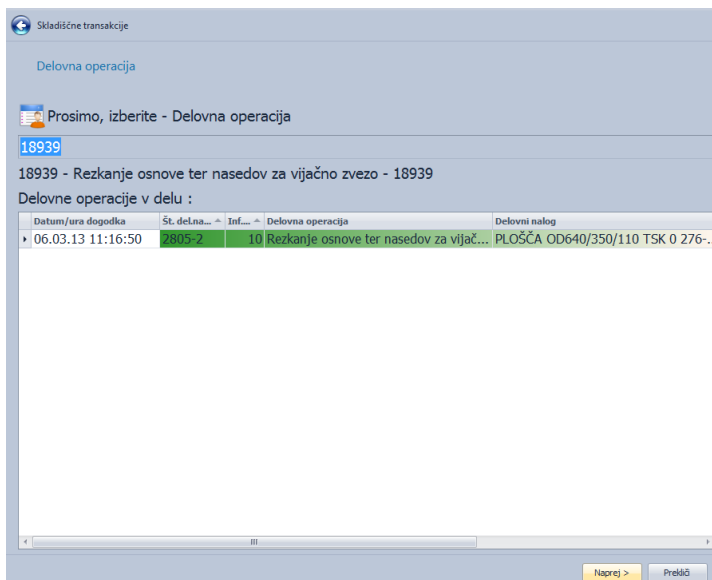 Skladiščne transakcije
Delovna operacija
Prosimo, izberite - Delovna operacija
18939
18939 - Rezkanje osnove ter nasedov za vijačno zvezo - 18939
Delovne operacije v delu :
Datum/ura dogodka Št. del.na... Inf.... Delovna operacija Delovni nalog
06.03.13 11:16:50 2805-2 10 Rezkanje osnove ter nasedov za vijač... PLOŠČA OD640/350/110 TSK 0 276-..
Naprej > Prekliči